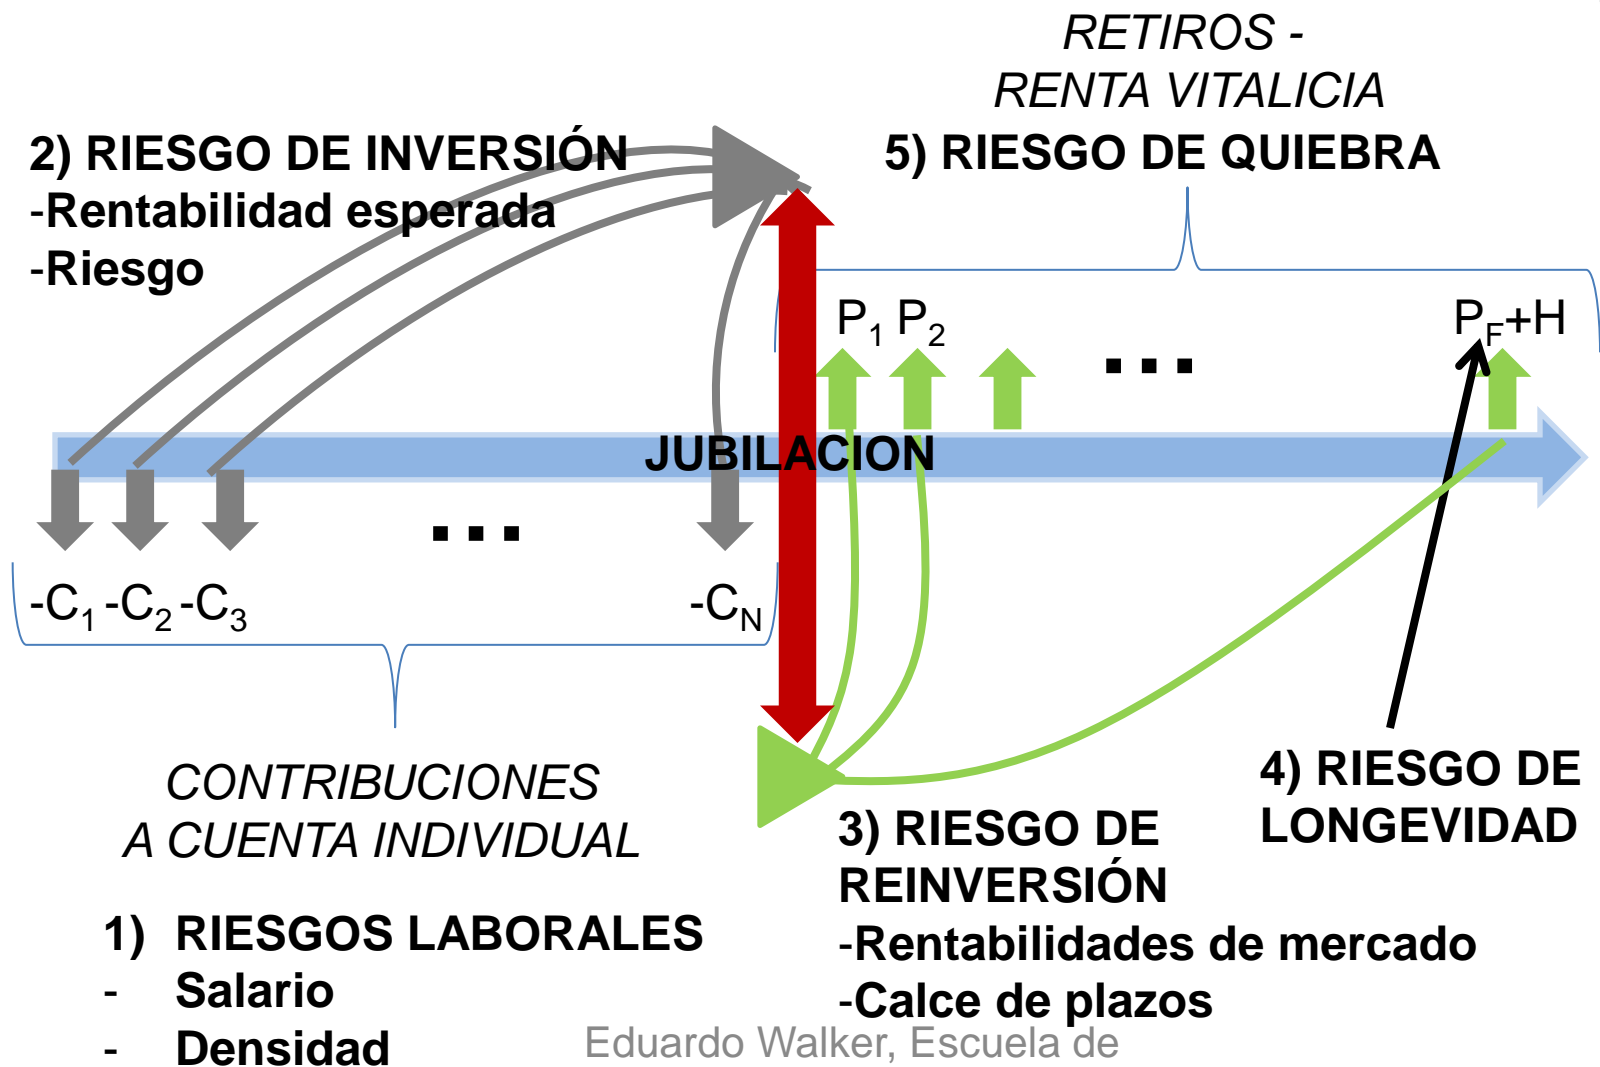 RETIROS -
RENTA VITALICIA
2) RIESGO DE INVERSIÓN
-Rentabilidad esperada
-Riesgo
5) RIESGO DE QUIEBRA
P1 P2 ... PF+H
JUBILACION
...
-C1 -C2 -C3 -CN
CONTRIBUCIONES
A CUENTA INDIVIDUAL
1) RIESGOS LABORALES
- Salario
- Densidad
3) RIESGO DE
REINVERSIÓN
-Rentabilidades de mercado
-Calce de plazos
4) RIESGO DE
LONGEVIDAD
Eduardo Walker, Escuela de